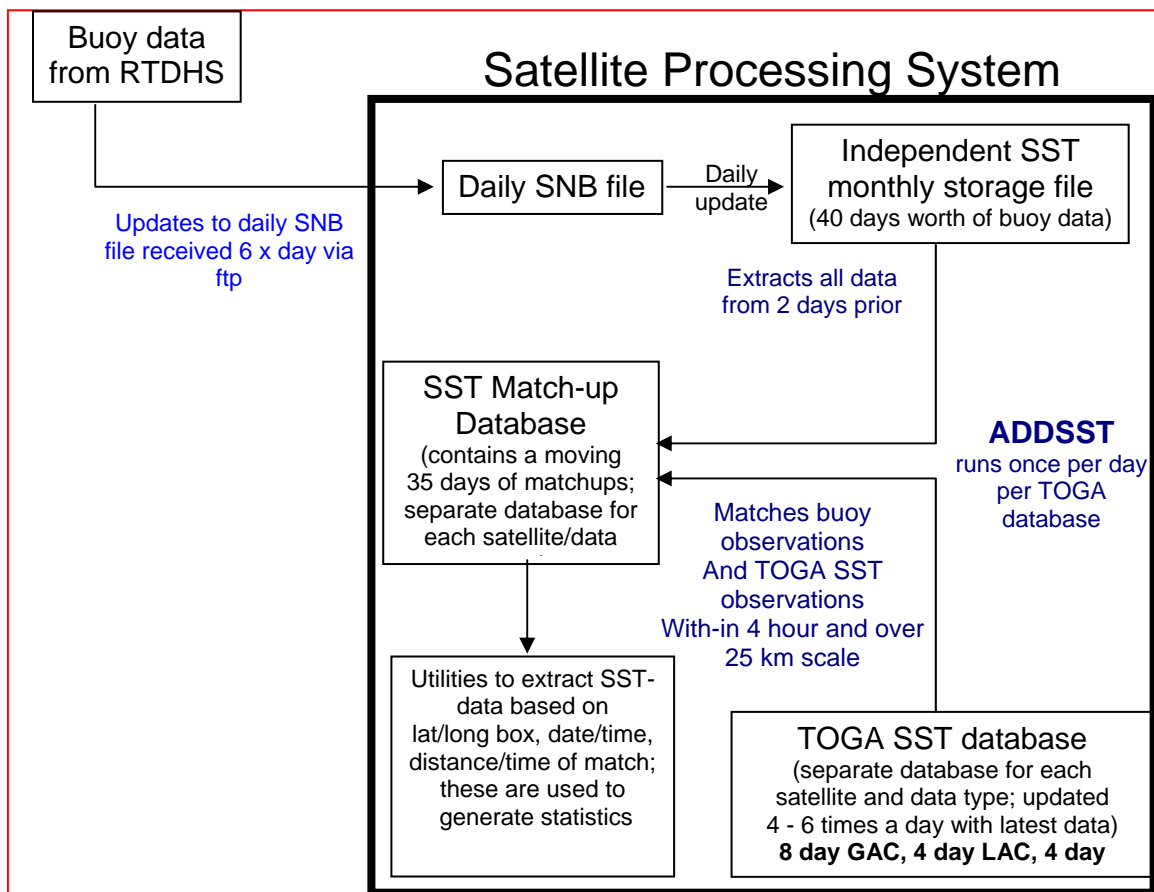 Buoy data
from RTDHS
Satellite Processing System
Daily SNB file
Daily
update
Independent SST
monthly storage file
(40 days worth of buoy data)
Updates to daily SNB
file received 6 x day via
ftp
Extracts all data
from 2 days prior
SST Match-up
Database
(contains a moving
35 days of matchups;
separate database for
each satellite/data
ADDSST
runs once per day
per TOGA
database
Matches buoy
observations
And TOGA SST
observations
With-in 4 hour and over
25 km scale
Utilities to extract SST-
data based on
lat/long box, date/time,
distance/time of match;
these are used to
generate statistics
TOGA SST database
(separate database for each
satellite and data type; updated
4 - 6 times a day with latest data)
8 day GAC, 4 day LAC, 4 day